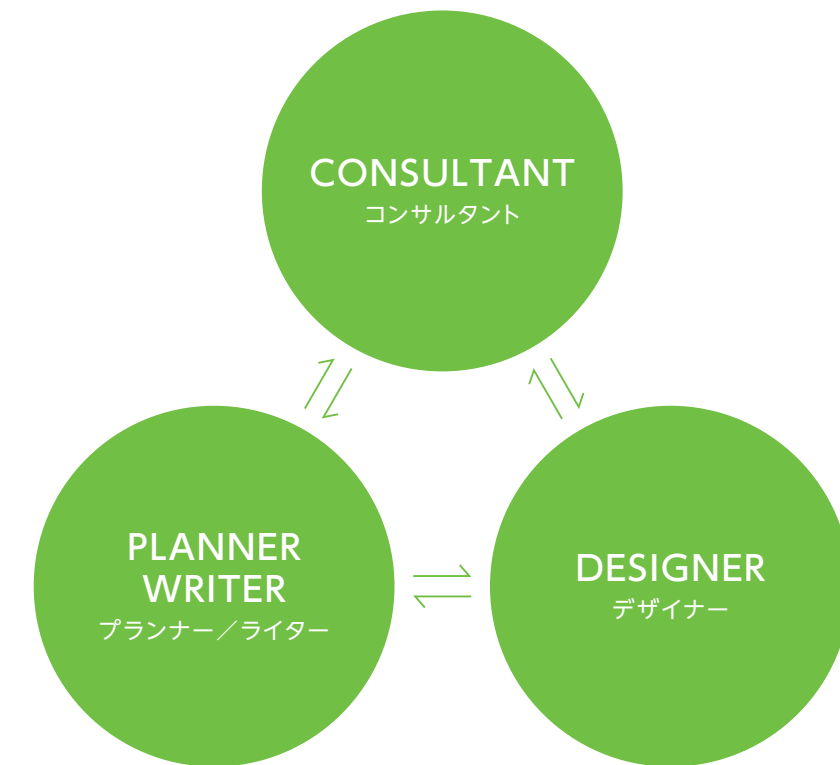 CONSULTANT
コンサルタント
PLANNER
WRITER
プランナー／ライター
DESIGNER
デザイナー